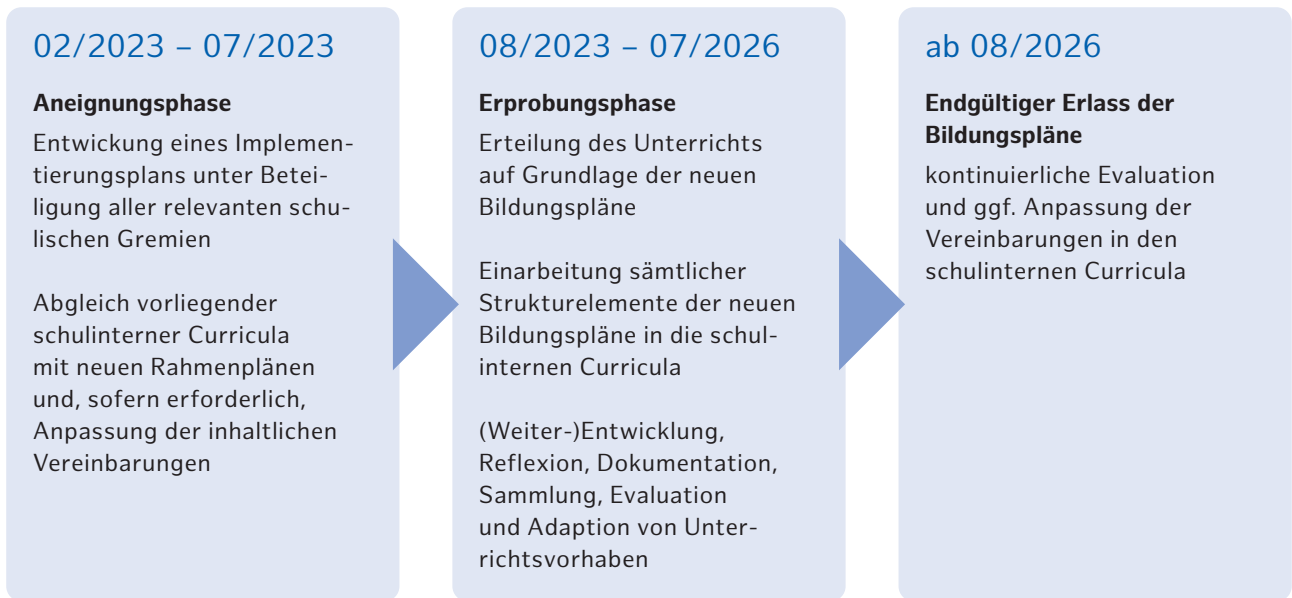 02/2023 – 07/2023
Aneignungsphase
Entwickung eines Implemen-
tierungsplans unter Betei-
ligung aller relevanten schu-
lischen Gremien
Abgleich vorliegender
schulinterner Curricula
mit neuen Rahmenplänen
und, sofern erforderlich,
Anpassung der inhaltlichen
Vereinbarungen
08/2023 – 07/2026
Erprobungsphase
Erteilung des Unterrichts
auf Grundlage der neuen
Bildungspläne
Einarbeitung sämtlicher
Strukturelemente der neuen
Bildungspläne in die schul-
internen Curricula
(Weiter-)Entwicklung,
Reflexion, Dokumentation,
Sammlung, Evaluation
und Adaption von Unter-
richtsvorhaben
ab 08/2026
Endgültiger Erlass der
Bildungspläne
kontinuierliche Evaluation
und ggf. Anpassung der
Vereinbarungen in den
schulinternen Curricula